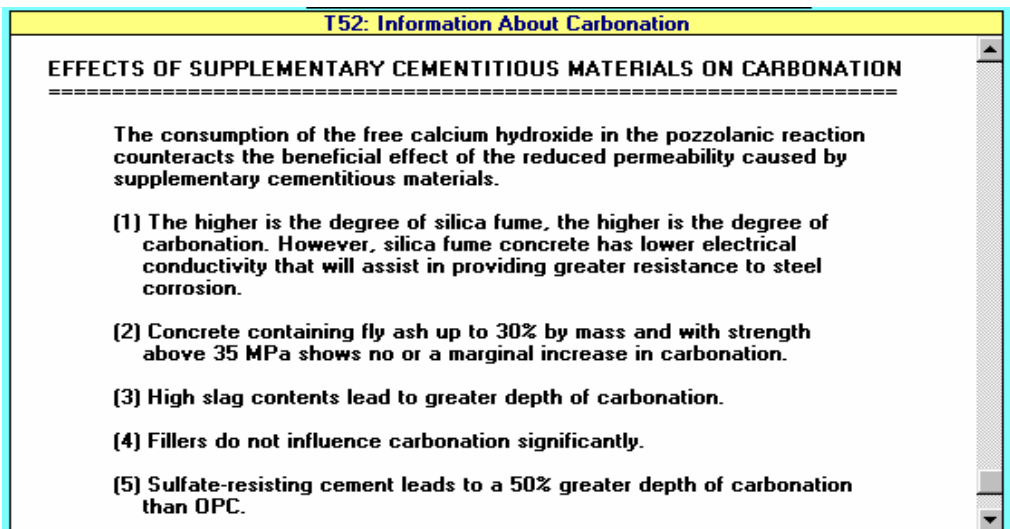 T52: Information About Carbonation
EFFECTS OF SUPPLEMENTARY CEMENTITIOUS MATERIALS ON CARBONATION
===================================================================
The consumption of the free calcium hydroxide in the pozzolanic reaction
counteracts the beneficial effect of the reduced permeability caused by
supplementary cementitious materials.
(1) The higher is the degree of silica fume, the higher is the degree of
carbonation. However, silica fume concrete has lower electrical
conductivity that will assist in providing greater resistance to steel
corrosion.
(2) Concrete containing fly ash up to 30% by mass and with strength
above 35 MPa shows no or a marginal increase in carbonation.
(3) High slag contents lead to greater depth of carbonation.
(4) Fillers do not influence carbonation significantly.
(5) Sulfate-resisting cement leads to a 50% greater depth of carbonation
than OPC.